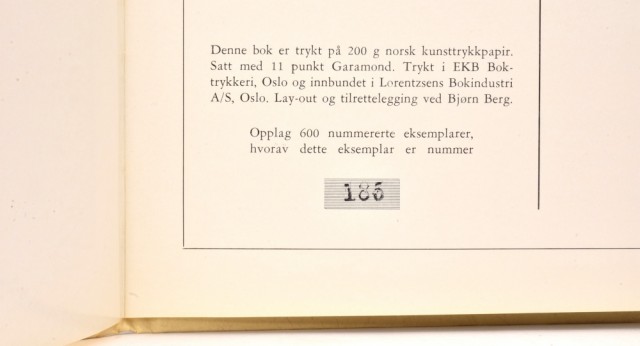 Denne bok er trykt på 200 g norsk kunsttrykkpapir.
Satt med 11 punkt Garamond. Trykt i EKB Bok-
trykkeri, Oslo og innbundet i Lorentzsens Bokindustri
A/S, Oslo. Lay-out og tilrettelegging ved Bjørn Berg.
Opplag 600 nummererte eksemplarer,
hvorav dette eksemplar er nummer
186